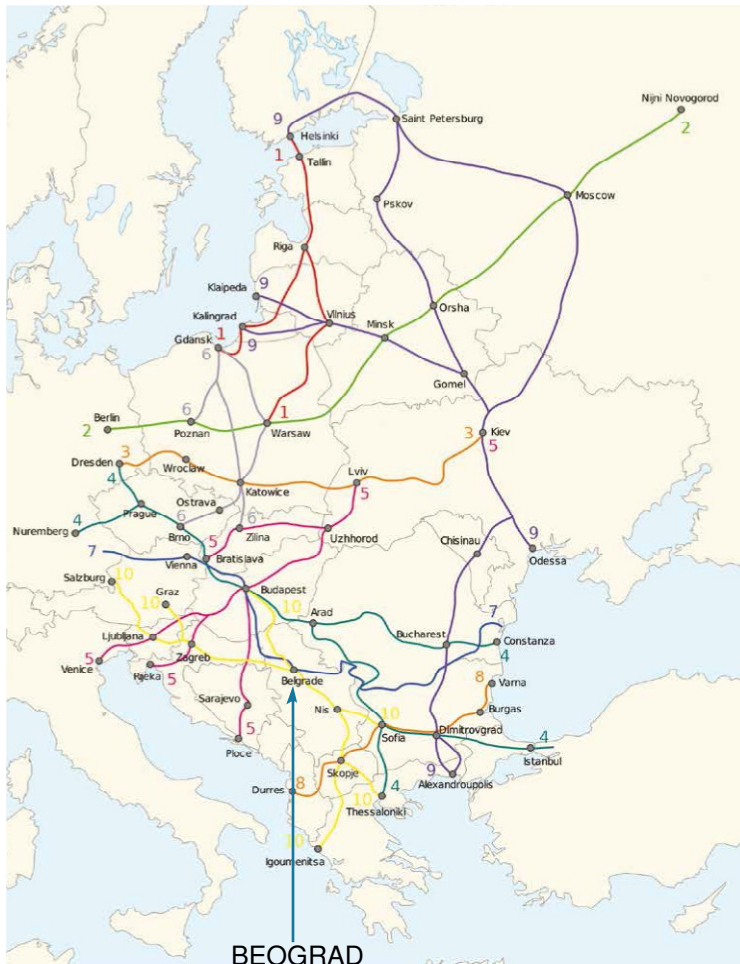 Nijni Novogorod
2
9
Saint Petersburg
Helsinki
1
Tallin
Moscow
Pskov
Riga
Klaipeda
9
Kalingrad
Vilnius
Orsha
Minsk
1
Gdansk
6
9
Gomel
Berlin
6
1
2
Poznan
Warsaw
3
Kiev
5
Dresden
3
Wroclaw
Lviv
4
Katowice
5
Ostrava
4
Prague
6
6
Nuremberg
Brno
Zilina
Uzhhorod
5
Chisinau
9
7
Vienna
Bratislava
Odessa
Salzburg
10
Graz
Budapest
10
10
Arad
7
Ljubljana
Bucharest
Constanza
4
Zagreb
Venice
5
Rjeka
5
Belgrade
8
Varna
Sarajevo
Nis
10
Burgas
5
Sofia
Dimitrovgrad
4
Ploce
Istanbul
Skopje
9
Durres
8
10
4
Alexandroupolis
Thessaloniki
10
Igoumenitsa
BEOGRAD